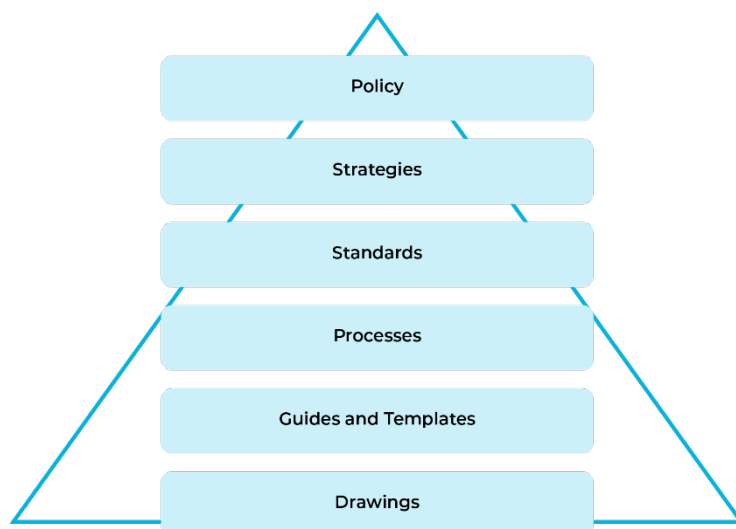 Policy
Strategies
Standards
Processes
Guides and Templates
Drawings